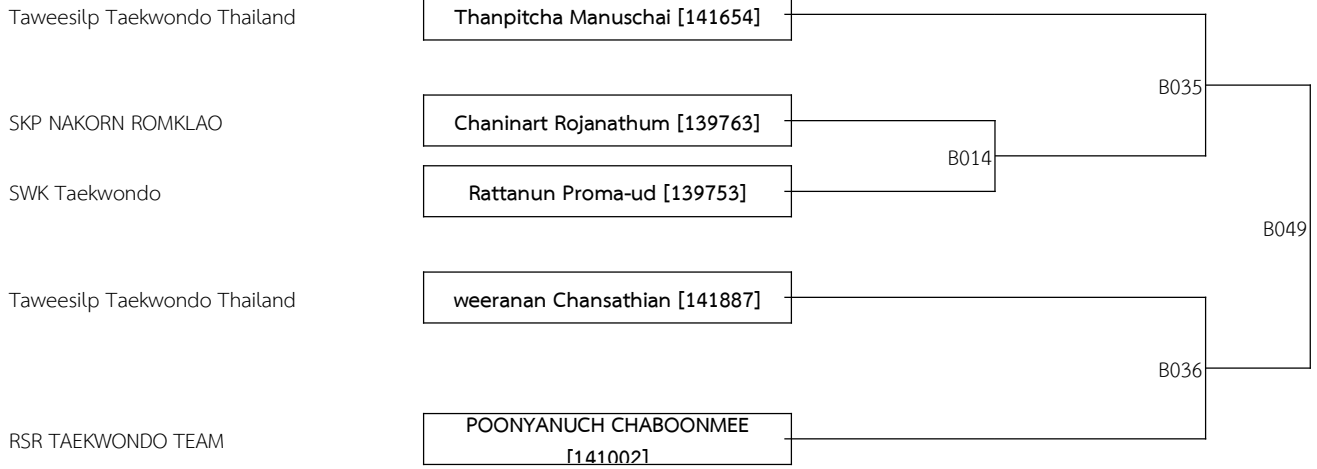 Taweesilp Taekwondo Thailand
Thanpitcha Manuschai [141654]
B035
SKP NAKORN ROMKLAO
Chaninart Rojanathum [139763]
B014
SWK Taekwondo
Rattanun Proma-ud [139753]
B049
Taweesilp Taekwondo Thailand
weeranan Chansathian [141887]
B036
RSR TAEKWONDO TEAM
POONYANUCH CHABOONMEE
[141002]